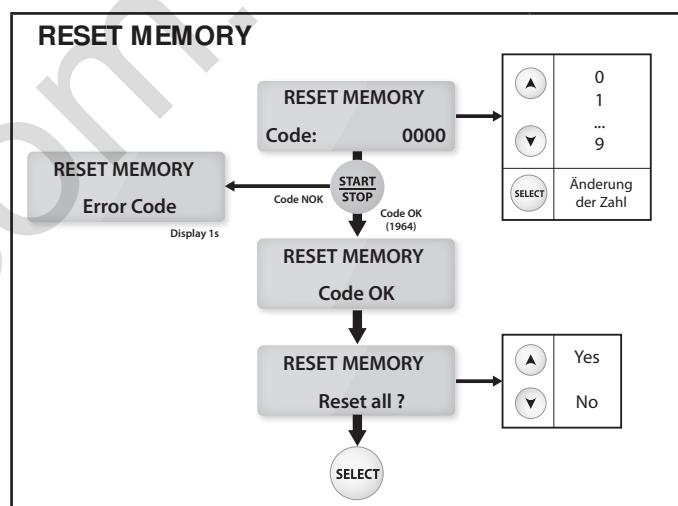 RESET MEMORY
RESET MEMORY
Code: 0000
0
1
...
9
SELECT
Änderung
der Zahl
START
STOP
RESET MEMORY
Error Code
Display 1s
Code NOK
Code OK
(1964)
RESET MEMORY
Code OK
RESET MEMORY
Reset all ?
Yes
No
SELECT
com.